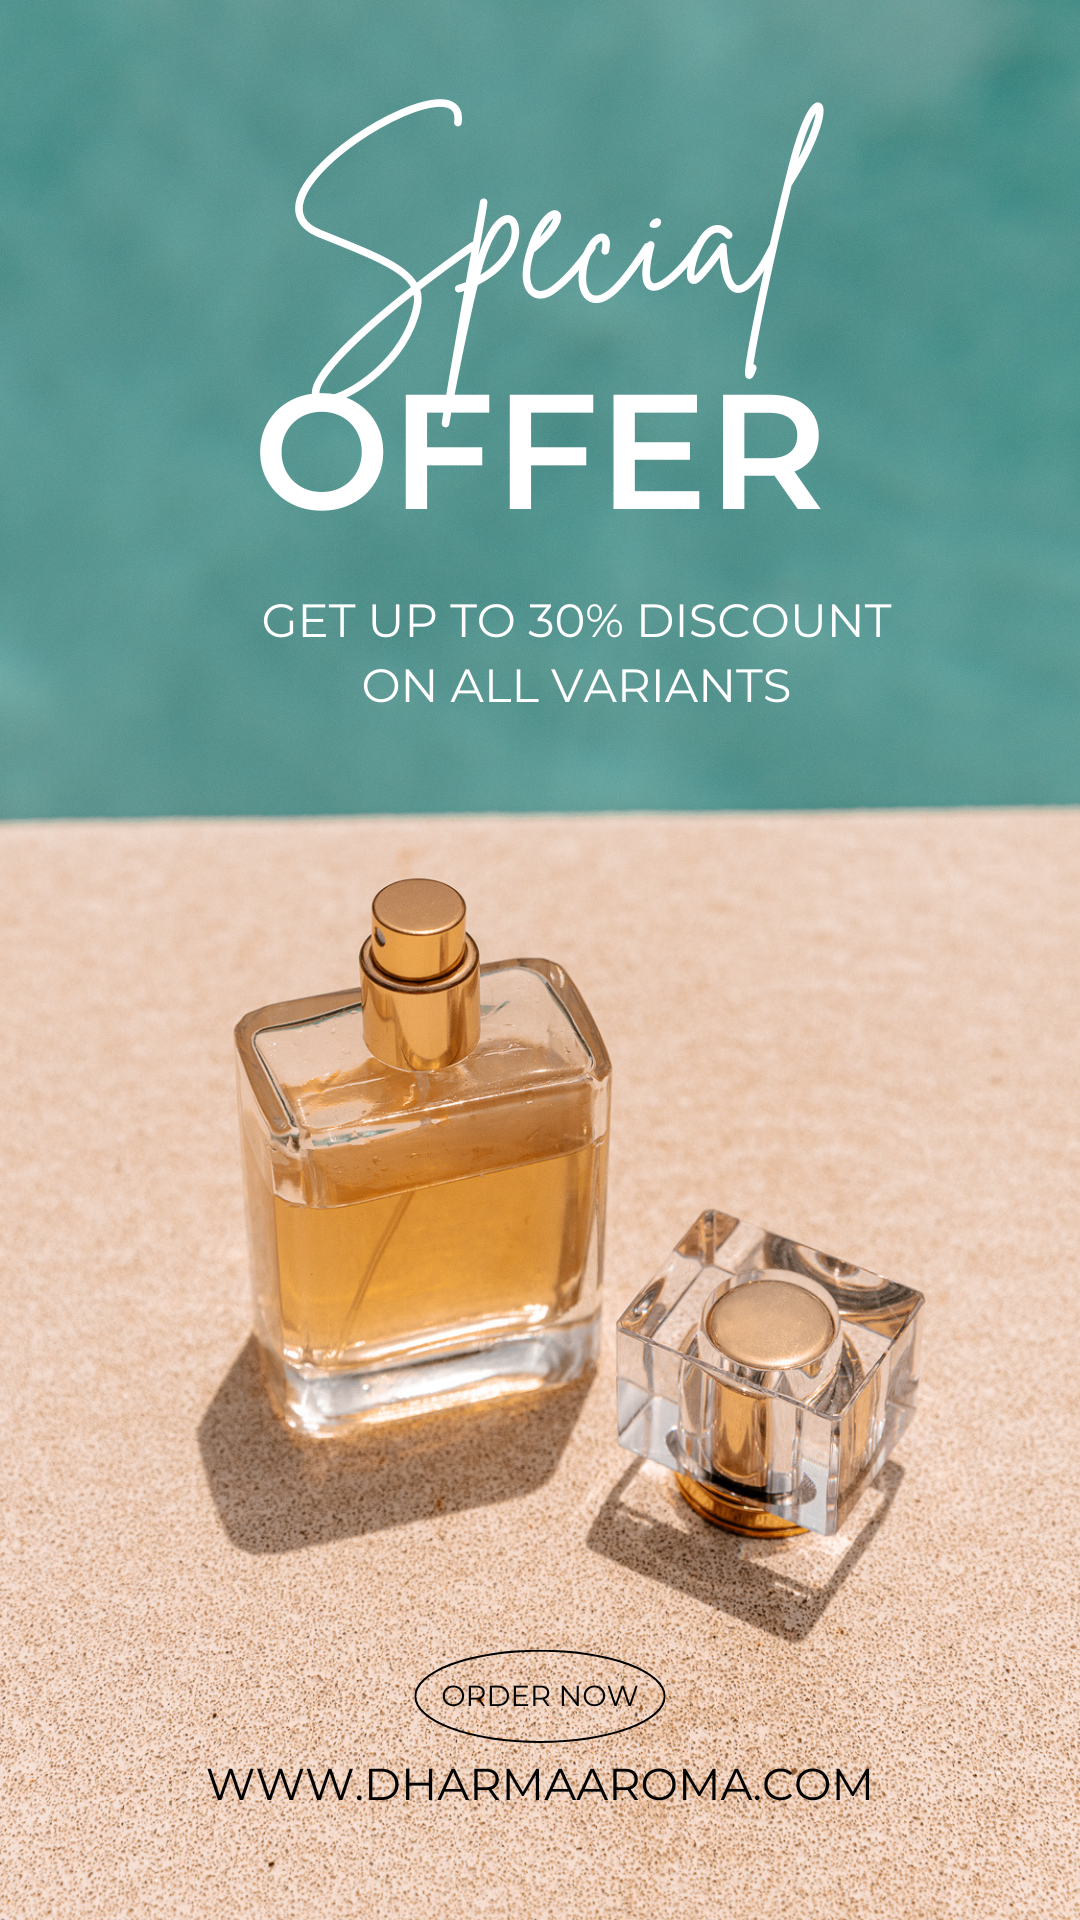 Special
OFFER
GET UP TO 30% DISCOUNT
ON ALL VARIANTS
ORDER NOW
WWW.DHARMAAROMA.COM